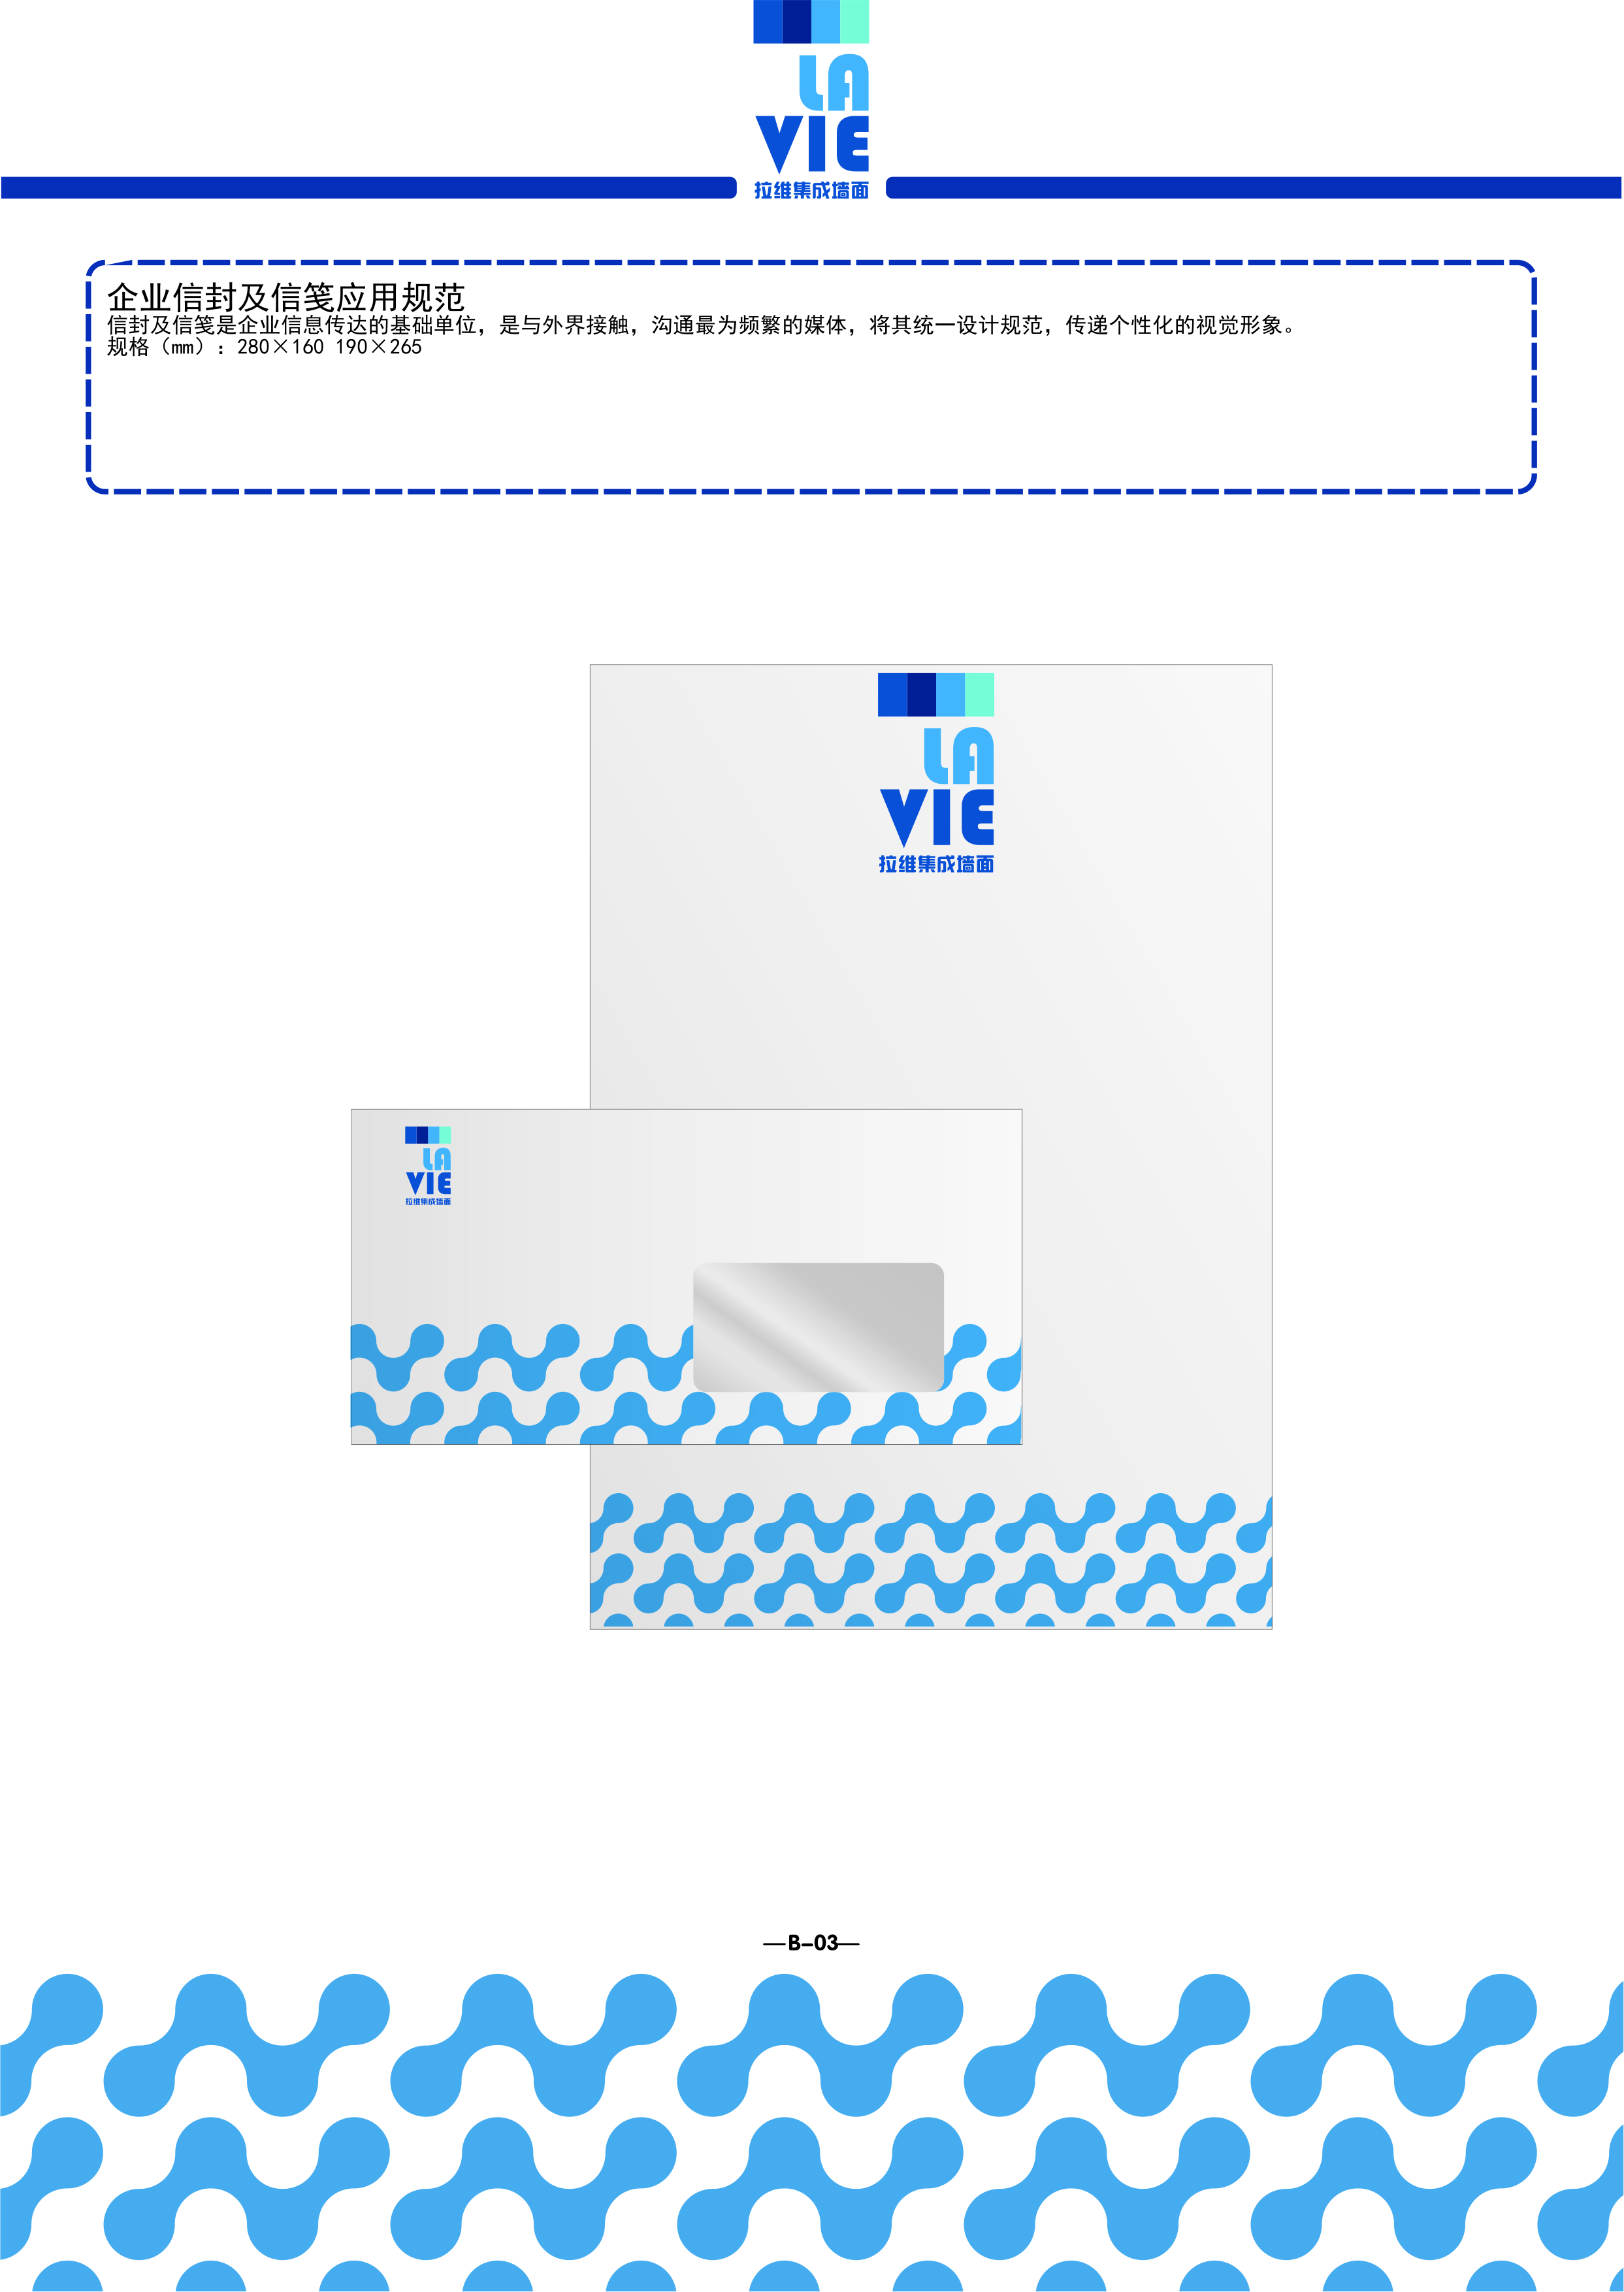 LA
VIE
拉维集成墙面
企业信封及信笺应用规范
信封及信笺是企业信息传达的基础单位，是与外界接触，沟通最为频繁的媒体，将其统一设计规范，传递个性化的视觉形象。
规格（mm）：280×160 190×265
LA
VIE
拉维集成墙面
LA
VIE
拉维集成墙面
—B-03—